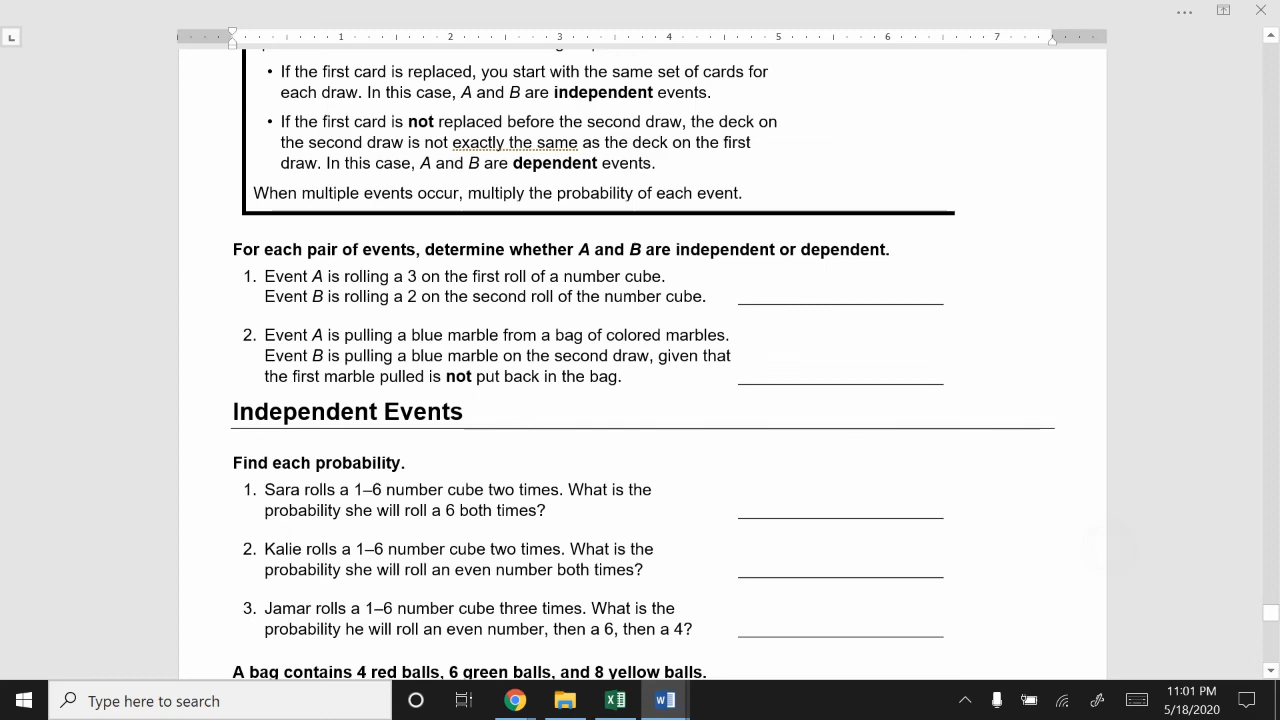 1 2 3 4 5 6 7
• If the first card is replaced, you start with the same set of cards for
each draw. In this case, A and B are independent events.
• If the first card is not replaced before the second draw, the deck on
the second draw is not exactly the same as the deck on the first
draw. In this case, A and B are dependent events.
When multiple events occur, multiply the probability of each event.
For each pair of events, determine whether A and B are independent or dependent.
1. Event A is rolling a 3 on the first roll of a number cube.
Event B is rolling a 2 on the second roll of the number cube.
2. Event A is pulling a blue marble from a bag of colored marbles.
Event B is pulling a blue marble on the second draw, given that
the first marble pulled is not put back in the bag.
Independent Events
Find each probability.
1. Sara rolls a 1–6 number cube two times. What is the
probability she will roll a 6 both times?
2. Kalie rolls a 1–6 number cube two times. What is the
probability she will roll an even number both times?
3. Jamar rolls a 1–6 number cube three times. What is the
probability he will roll an even number, then a 6, then a 4?
A bag contains 4 red balls, 6 green balls, and 8 yellow balls.
Type here to search
11:01 PM
5/18/2020